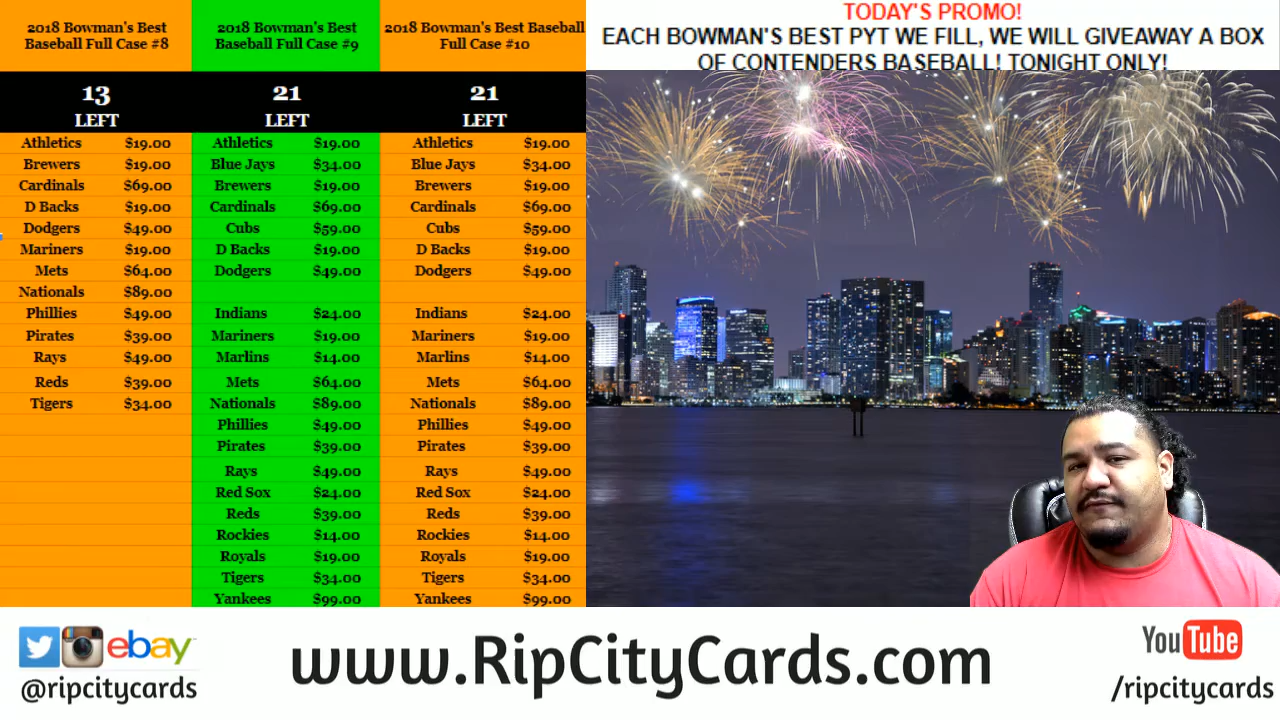 2018 Bowman's Best
Baseball Full Case #8
13
LEFT
Athletics $19.00
Brewers $19.00
Cardinals $69.00
D Backs $19.00
Dodgers $49.00
Mariners $19.00
Mets $64.00
Nationals $89.00
Phillies $49.00
Pirates $39.00
Rays $49.00
Reds $39.00
Tigers $34.00
2018 Bowman's Best
Baseball Full Case #9
21
LEFT
Athletics $19.00
Blue Jays $34.00
Brewers $19.00
Cardinals $69.00
Cubs $59.00
D Backs $19.00
Dodgers $49.00
Indians $24.00
Mariners $19.00
Marlins $14.00
Mets $64.00
Nationals $89.00
Phillies $49.00
Pirates $39.00
Rays $49.00
Red Sox $24.00
Reds $39.00
Rockies $14.00
Royals $19.00
Tigers $34.00
Yankees $99.00
2018 Bowman's Best Baseball
Full Case #10
21
LEFT
Athletics $19.00
Blue Jays $34.00
Brewers $19.00
Cardinals $69.00
Cubs $59.00
D Backs $19.00
Dodgers $49.00
Indians $24.00
Mariners $19.00
Marlins $14.00
Mets $64.00
Nationals $89.00
Phillies $49.00
Pirates $39.00
Rays $49.00
Red Sox $24.00
Reds $39.00
Rockies $14.00
Royals $19.00
Tigers $34.00
Yankees $99.00
TODAY'S PROMO!
EACH BOWMAN'S BEST PYT WE FILL, WE WILL GIVEAWAY A BOX
OF CONTENDERS BASEBALL! TONIGHT ONLY!
ebay
@ripcitycards
www.RipCityCards.com
YouTube
/ripcitycards